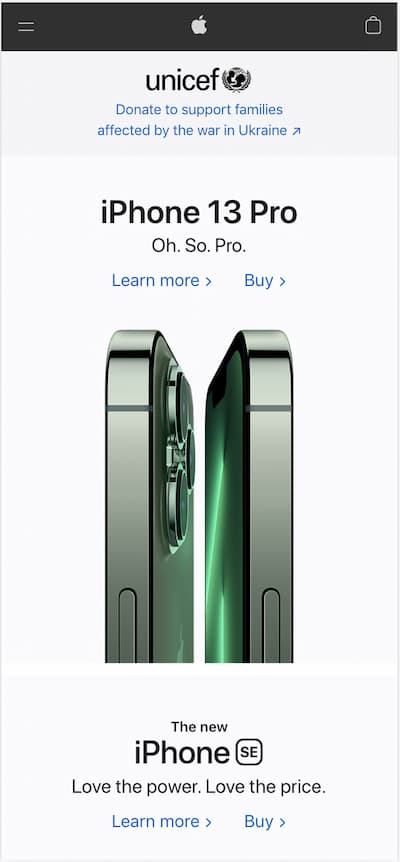 unicef
Donate to support families
affected by the war in Ukraine ↗
iPhone 13 Pro
Oh. So. Pro.
Learn more > Buy >
The new
iPhone SE
Love the power. Love the price.
Learn more > Buy >